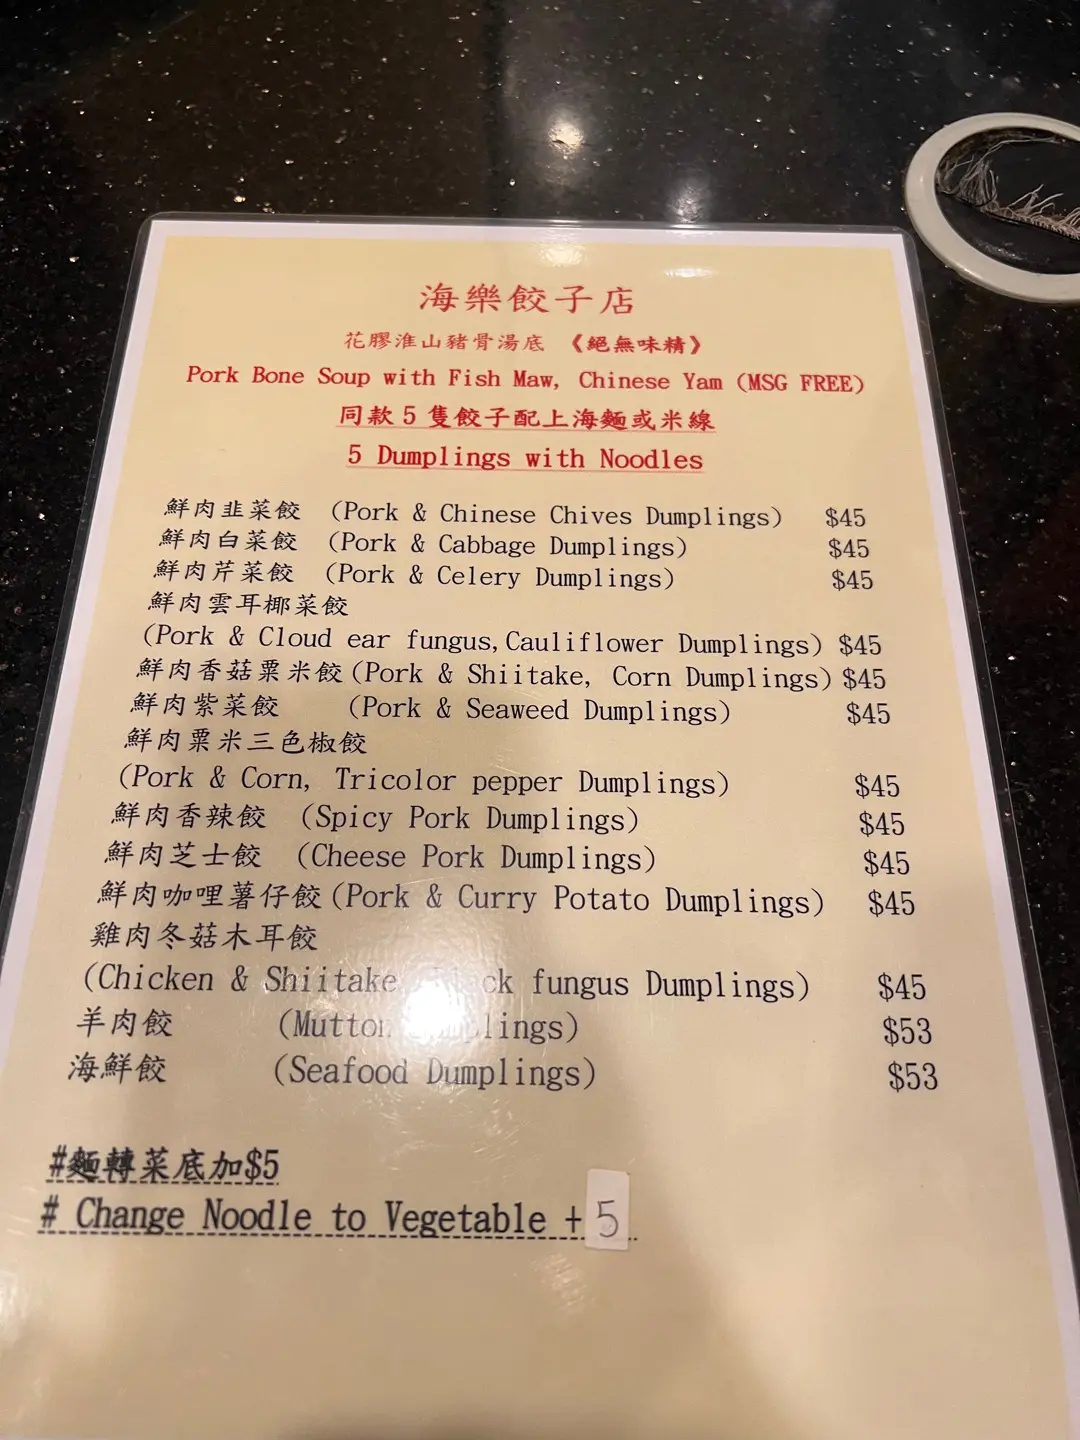 海樂餃子店
花膠淮山豬骨湯底 《絕無味精》
Pork Bone Soup with Fish Maw, Chinese Yam (MSG FREE)
同款 5 隻餃子配上海麵或米線
5 Dumplings with Noodles
鮮肉韭菜餃 (Pork & Chinese Chives Dumplings) $45
鮮肉白菜餃 (Pork & Cabbage Dumplings) $45
鮮肉芹菜餃 (Pork & Celery Dumplings) $45
鮮肉雲耳椰菜餃
(Pork & Cloud ear fungus, Cauliflower Dumplings) $45
鮮肉香菇粟米餃 (Pork & Shiitake, Corn Dumplings) $45
鮮肉紫菜餃 (Pork & Seaweed Dumplings) $45
鮮肉粟米三色椒餃
(Pork & Corn, Tricolor pepper Dumplings) $45
鮮肉香辣餃 (Spicy Pork Dumplings) $45
鮮肉芝士餃 (Cheese Pork Dumplings) $45
鮮肉咖哩薯仔餃 (Pork & Curry Potato Dumplings) $45
雞肉冬菇木耳餃
(Chicken & Shiitake fungus Dumplings) $45
羊肉餃 (Mutton Dumplings) $53
海鮮餃 (Seafood Dumplings) $53
#麵轉菜底加$5
# Change Noodle to Vegetable + 5